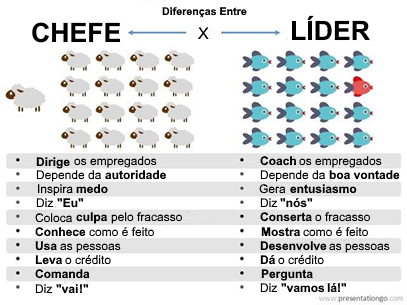 Diferenças Entre
CHEFE X LÍDER
• Dirige os empregados
• Depende da autoridade
• Inspira medo
• Diz "Eu"
• Coloca culpa pelo fracasso
• Conhece como é feito
• Usa as pessoas
• Leva o crédito
• Comanda
• Diz "vai!"
• Coach os empregados
• Depende da boa vontade
• Gera entusiasmo
• Diz "nós"
• Conserta o fracasso
• Mostra como é feito
• Desenvolve as pessoas
• Dá o crédito
• Pergunta
• Diz "vamos lá!"
www.presentationgo.com